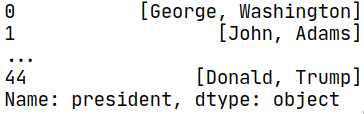 0 [George, Washington]
1 [John, Adams]
...
44 [Donald, Trump]
Name: president, dtype: object